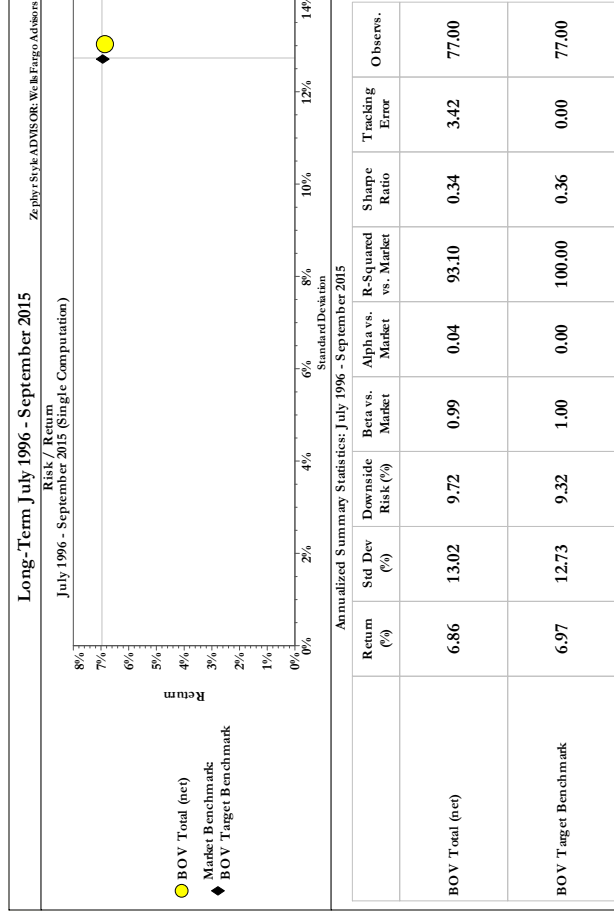 Long-Term July 1996 - September 2015
Zephyr StyleADVISOR: Wells Fargo Advisors
Risk / Return
July 1996 - September 2015 (Single Computation)
BOV Total (net)
Market Benchmark:
BOV Target Benchmark
Return
8%
7%
6%
5%
4%
3%
2%
1%
0%
0%
2%
4%
6%
8%
10%
12%
14%
Standard Deviation
Annualized Summary Statistics: July 1996 - September 2015
Return (%)
Std Dev (%)
Downside Risk (%)
Beta vs. Market
Alpha vs. Market
R-Squared vs. Market
Sharpe Ratio
Tracking Error
Observs.
BOV Total (net) 6.86 13.02 9.72 0.99 0.04 93.10 0.34 3.42 77.00
BOV Target Benchmark 6.97 12.73 9.32 1.00 0.00 100.00 0.36 0.00 77.00